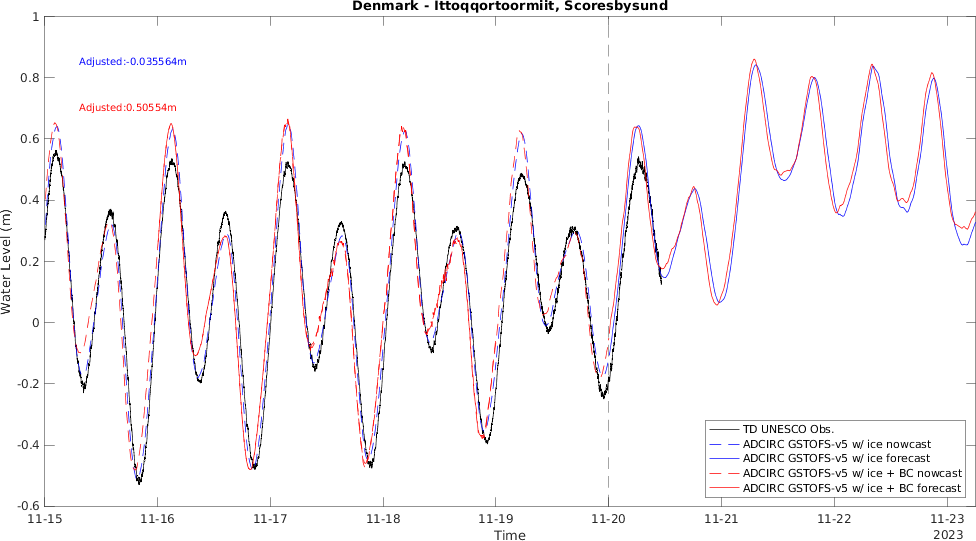 Denmark - Ittoqqortoormiit, Scoresbysund
1
0.8
0.6
0.4
0.2
0
-0.2
-0.4
-0.6
Water Level (m)
Adjusted:-0.035564m
Adjusted:0.50554m
TD UNESCO Obs.
ADCIRC GSTOFS-v5 w/ ice nowcast
ADCIRC GSTOFS-v5 w/ ice forecast
ADCIRC GSTOFS-v5 w/ ice + BC nowcast
ADCIRC GSTOFS-v5 w/ ice + BC forecast
11-15 11-16 11-17 11-18 11-19 11-20 11-21 11-22 11-23
Time 2023